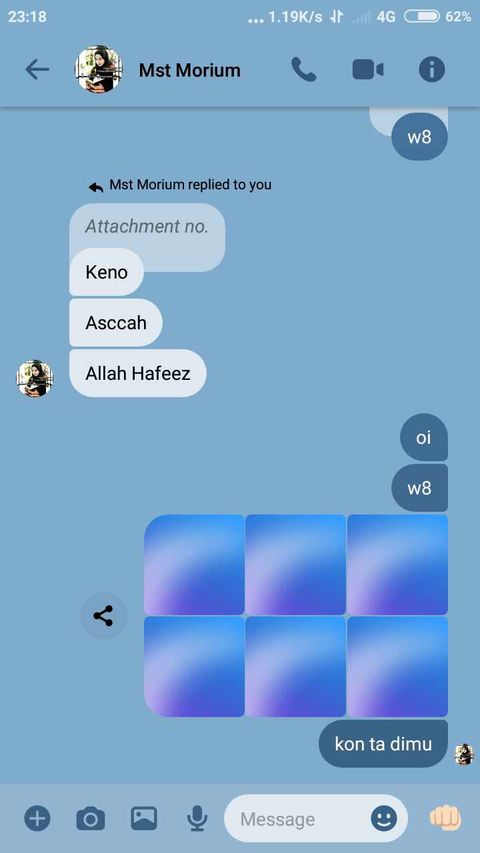 23:18
... 1.19K/s 4G 62%
Mst Morium
w8
Mst Morium replied to you
Attachment no.
Keno
Asccah
Allah Hafeez
oi
w8
kon ta dimu
Message